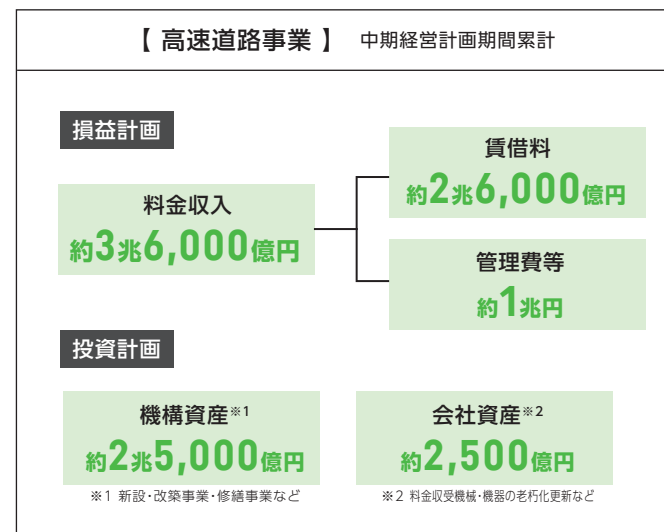 【 高速道路事業 】 中期経営計画期間累計
損益計画
料金収入
約3兆6,000億円
賃借料
約2兆6,000億円
管理費等
約1兆円
投資計画
機構資産※1
約2兆5,000億円
※1 新設・改築事業・修繕事業など
会社資産※2
約2,500億円
※2 料金収受機械・機器の老朽化更新など